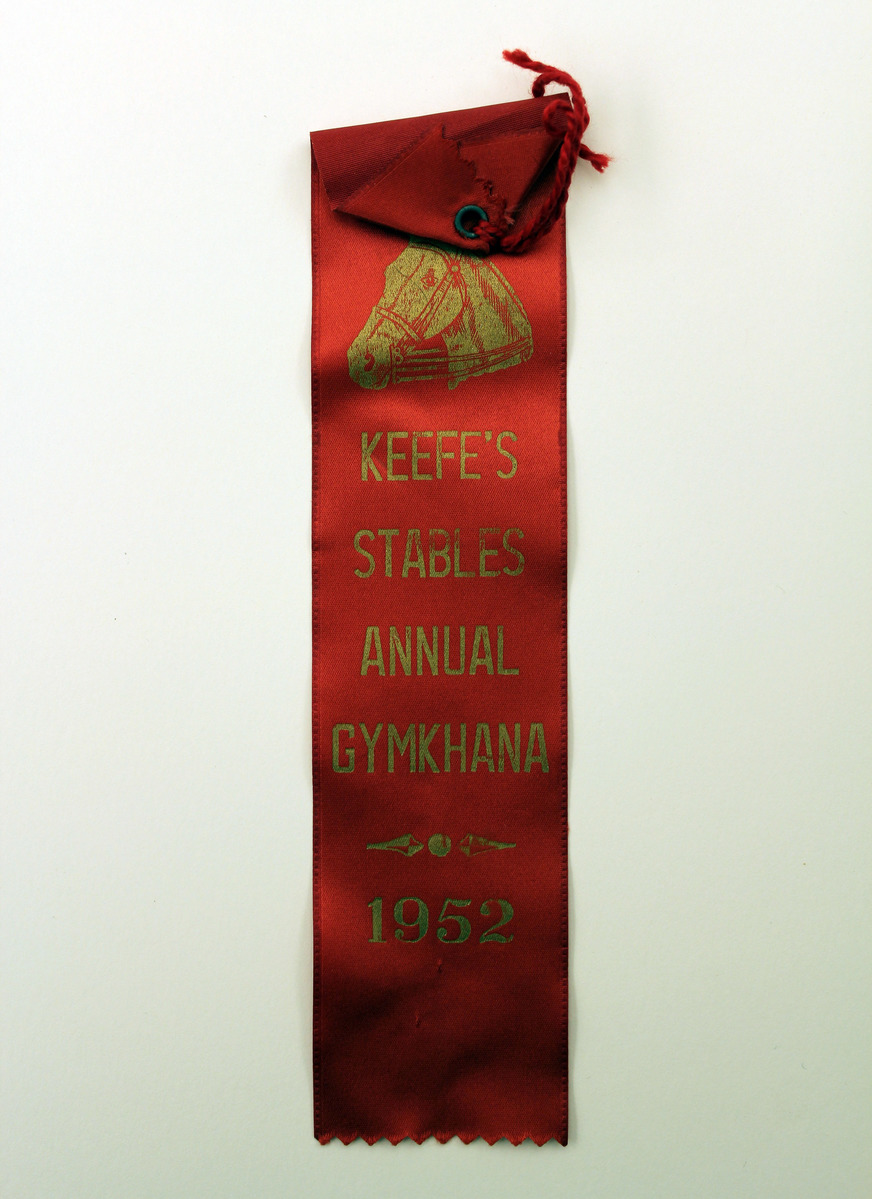 KEEFE'S
STABLES
ANNUAL
GYMKHANA
1952